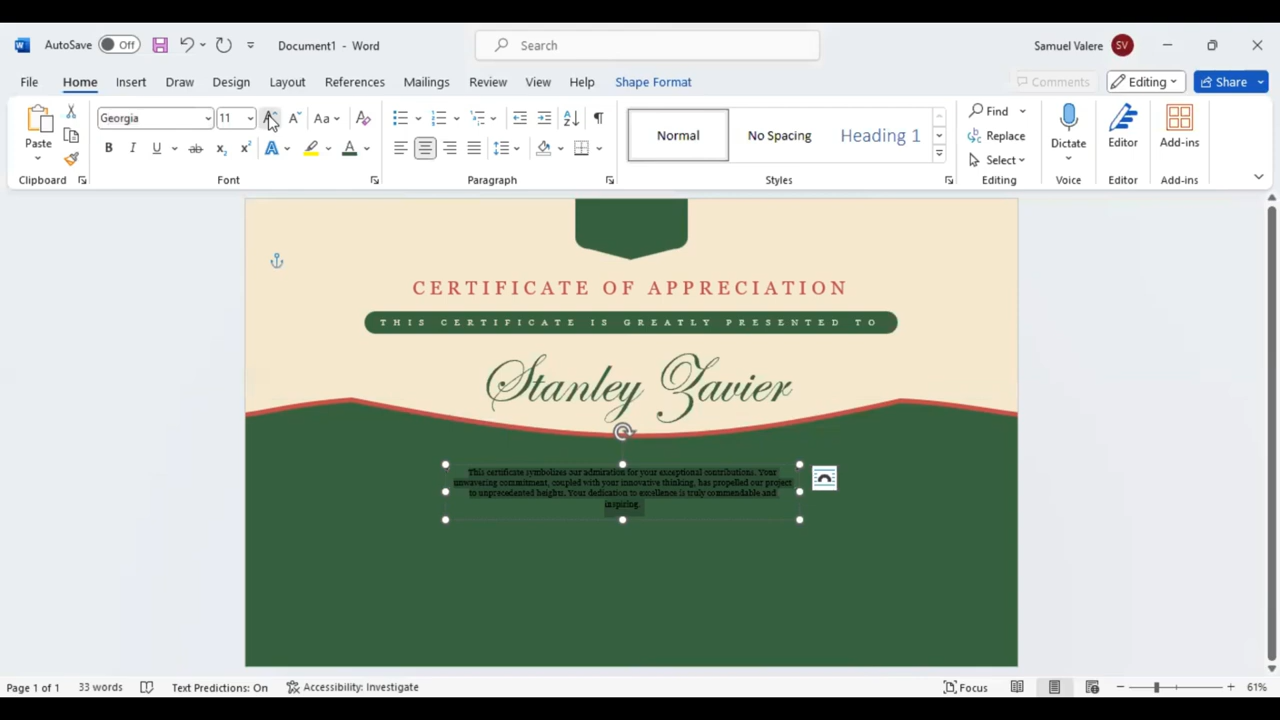 AutoSave Off Document1 - Word Search Samuel Valere SV
File Home Insert Draw Design Layout References Mailings Review View Help Shape Format Comments Editing Share
Paste Georgia 11 Aa Normal No Spacing Heading 1 Find Replace Select Dictate Editor Add-ins
Clipboard Font Paragraph Styles Editing Voice Editor Add-ins
CERTIFICATE OF APPRECIATION
THIS CERTIFICATE IS GREATLY PRESENTED TO
Stanley Zavier
This certificate symbolizes our admiration for your exceptional contributions. Your
unwavering commitment, coupled with your innovative thinking, has propelled our project
to unprecedented heights. Your dedication to excellence is truly commendable and
inspiring.
Page 1 of 1 33 words Text Predictions: On Accessibility: Investigate Focus 61%